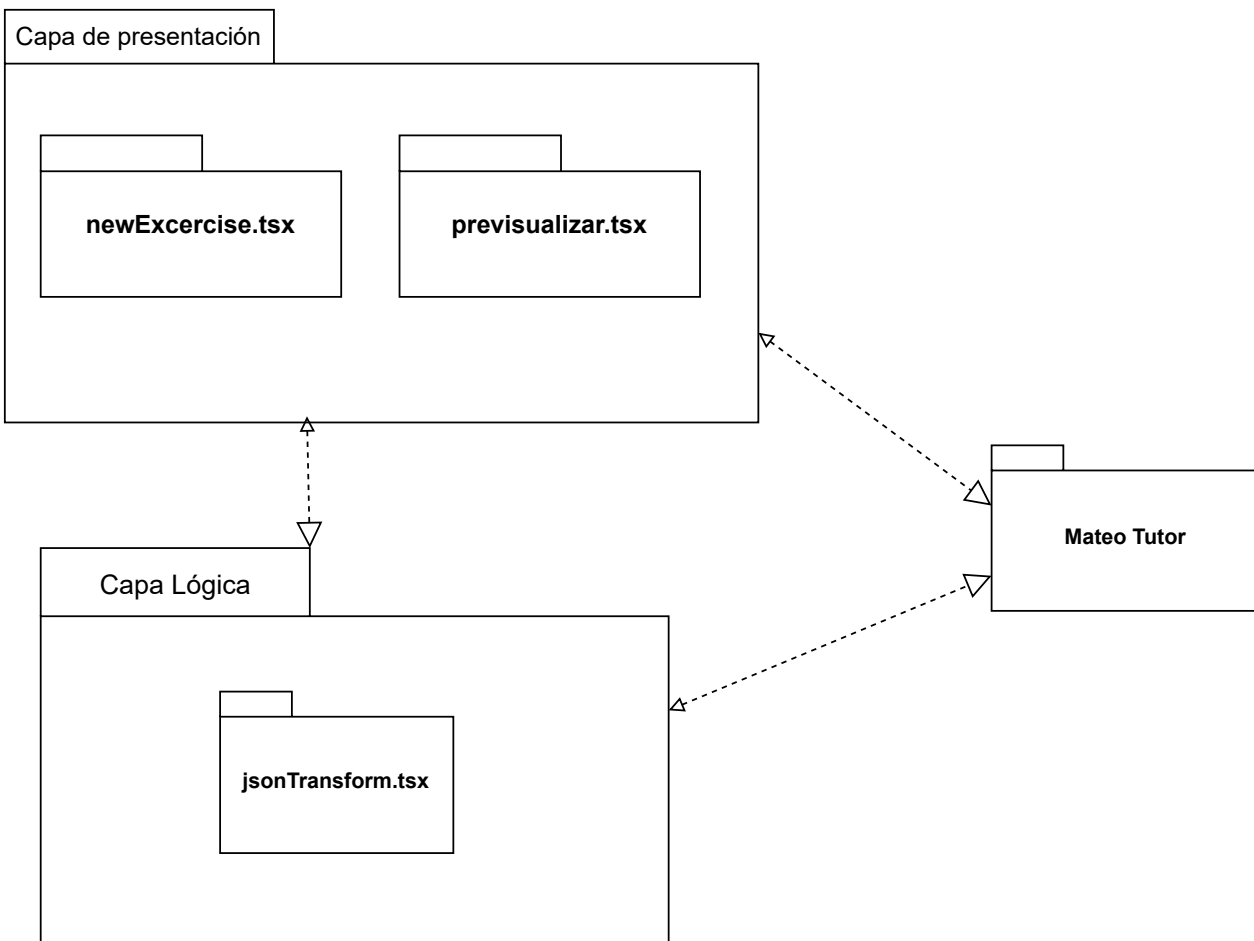 Capa de presentación
newExcercise.tsx
previsualizar.tsx
Mateo Tutor
Capa Lógica
jsonTransform.tsx